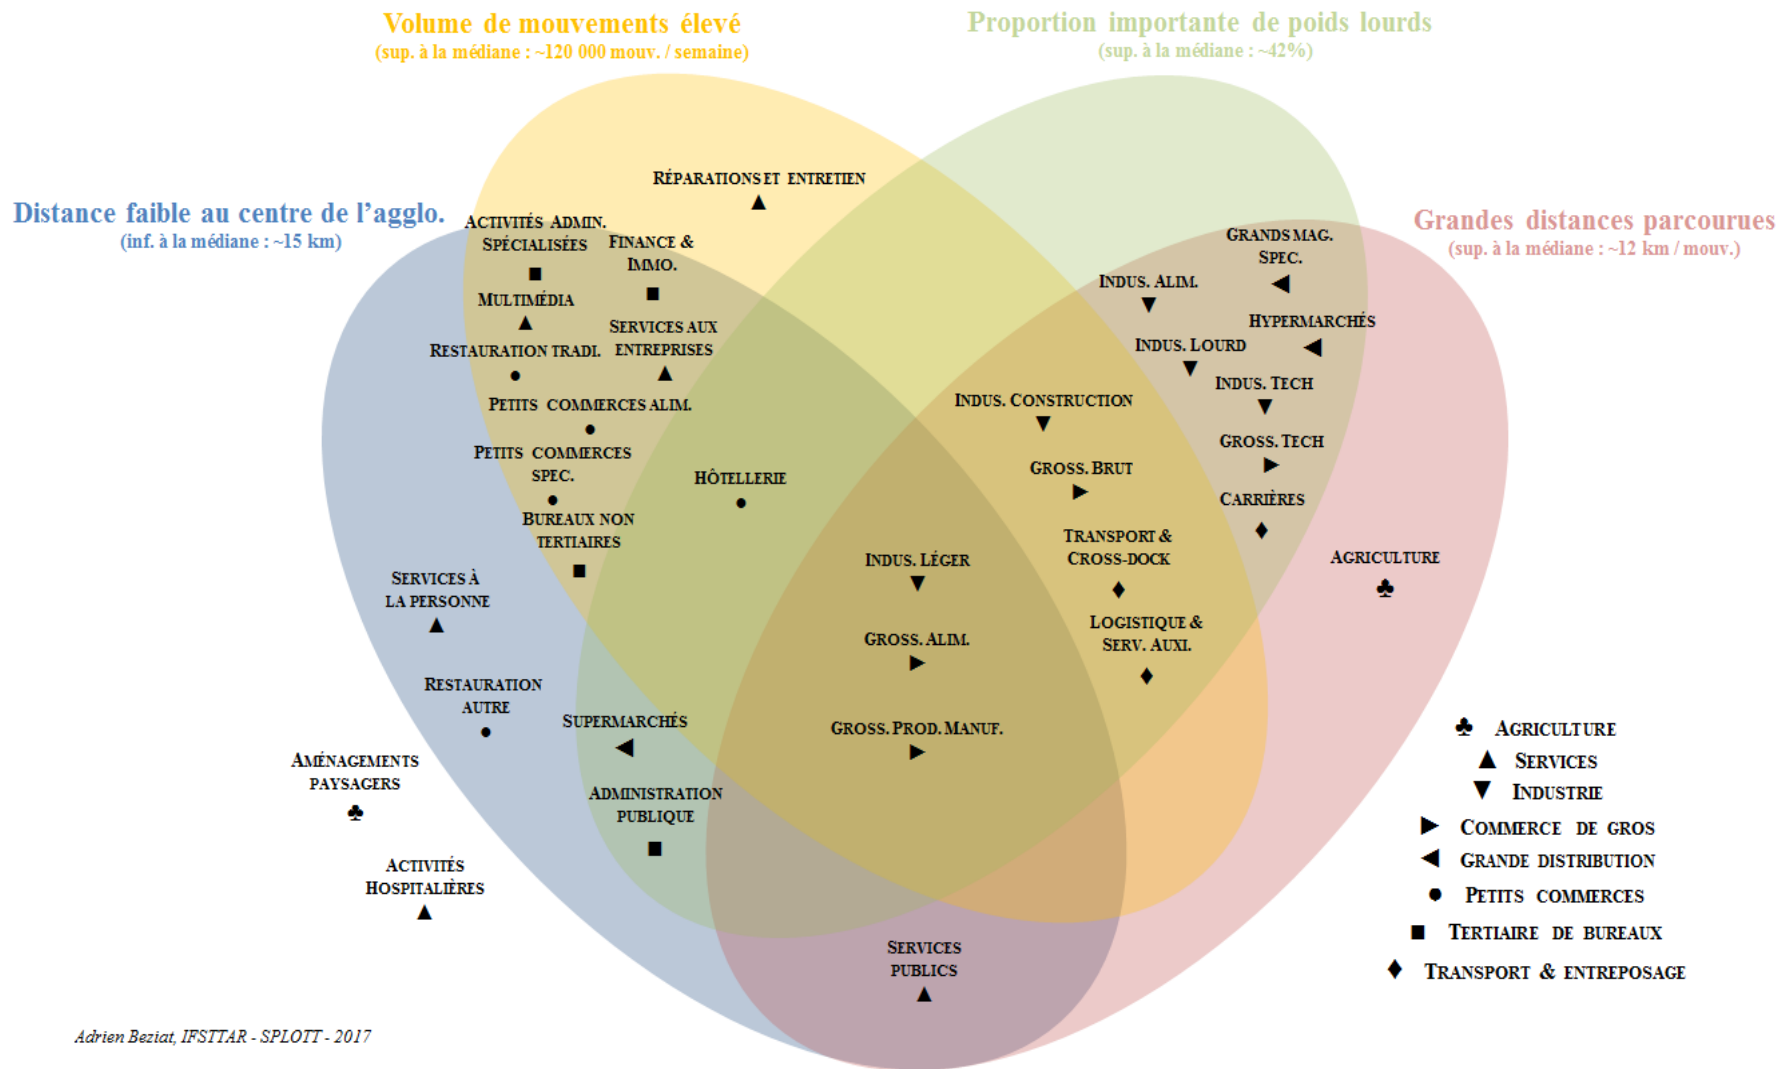 Volume de mouvements élevé
(sup. à la médiane : ~120 000 mouv. / semaine)
Proportion importante de poids lourds
(sup. à la médiane : ~42%)
Distance faible au centre de l'agglo.
(inf. à la médiane : ~15 km)
Grandes distances parcourues
(sup. à la médiane : ~12 km / mouv.)
RÉPARATIONS ET ENTRETIEN
ACTIVITÉS ADMIN.
SPÉCIALISÉES
FINANCE &
IMMO.
MULTIMÉDIA
SERVICES AUX
ENTREPRISES
RESTAURATION TRADI.
PETITS COMMERCES ALIM.
PETITS COMMERCES
SPEC.
BUREAUX NON
TERTIAIRES
HÔTELLERIE
SERVICES À
LA PERSONNE
RESTAURATION
AUTRE
SUPERMARCHÉS
ADMINISTRATION
PUBLIQUE
AMÉNAGEMENTS
PAYSAGERS
ACTIVITÉS
HOSPITALIÈRES
GRANDS MAG.
SPEC.
INDUS. ALIM.
HYPERMARCHÉS
INDUS. LOURD
INDUS. TECH
INDUS. CONSTRUCTION
GROSS. TECH
GROSS. BRUT
CARRIÈRES
TRANSPORT &
CROSS-DOCK
AGRICULTURE
INDUS. LÉGER
LOGISTIQUE &
SERV. AUXI.
GROSS. ALIM.
GROSS. PROD. MANUF.
SERVICES
PUBLICS
AGRICULTURE
SERVICES
INDUSTRIE
COMMERCE DE GROS
GRANDE DISTRIBUTION
PETITS COMMERCES
TERTIAIRE DE BUREAUX
TRANSPORT & ENTREPOSAGE
Adrien Beziat, IFSTTAR - SPLOTT - 2017